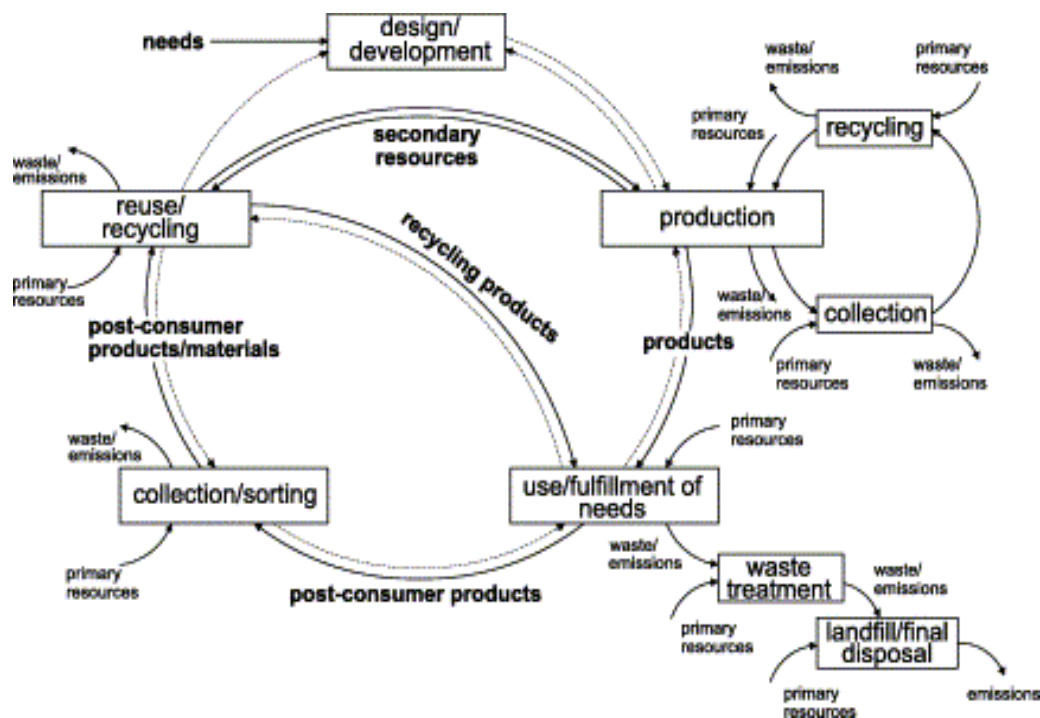 needs
design/
development
waste/
emissions
primary
resources
primary
resources
recycling
secondary
resources
waste/
emissions
reuse/
recycling
production
recycling products
primary
resources
waste/
emissions
collection
post-consumer
products/materials
products
primary
resources
waste/
emissions
primary
resources
waste/
emissions
collection/sorting
use/fulfillment of
needs
primary
resources
waste/
emissions
waste
treatment
waste/
emissions
post-consumer products
primary
resources
landfill/final
disposal
primary
resources
emissions